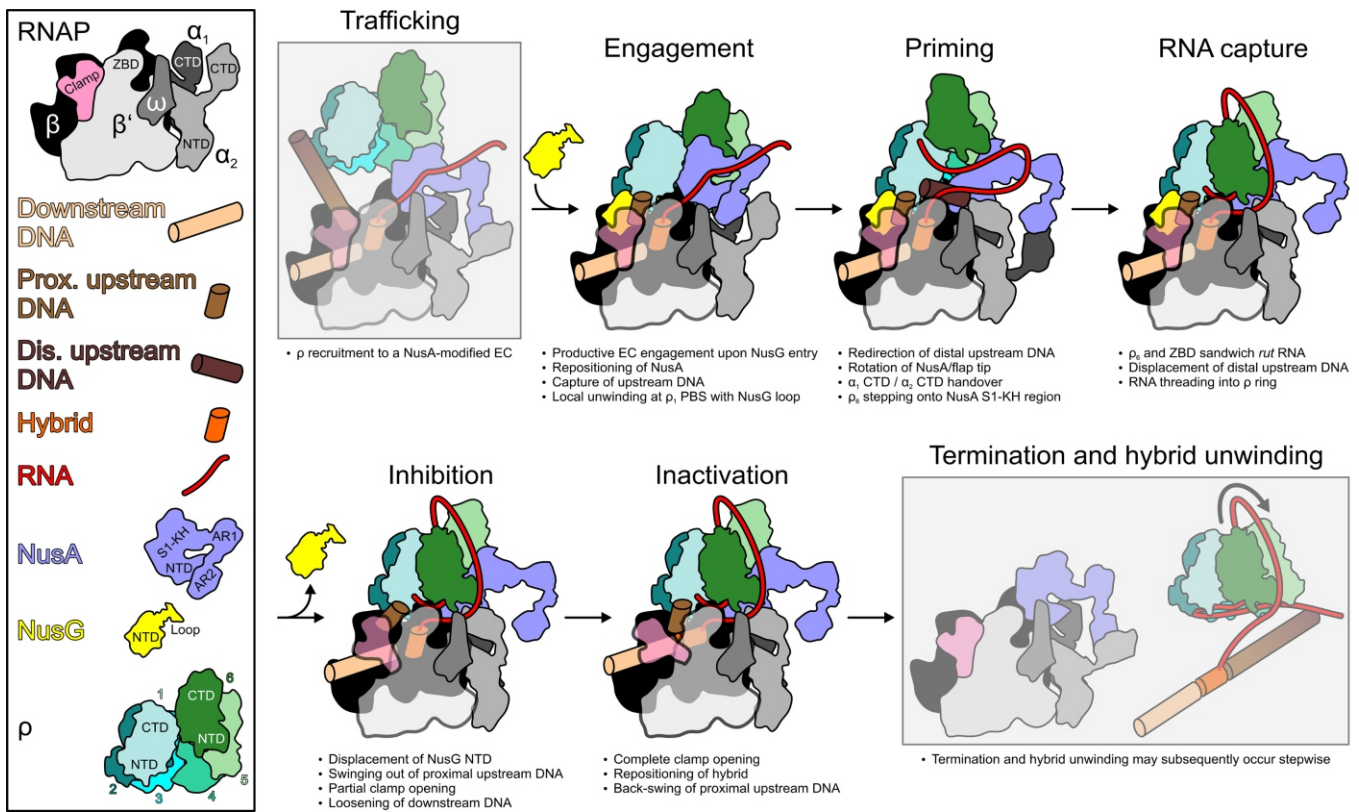 RNAP
α1
ZBD
CTD
CTD
Clamp
ω
β
β‘
NTD
α2
Downstream
DNA
Prox. upstream
DNA
Dis. upstream
DNA
Hybrid
RNA
NusA
S1-KH
AR1
NTD
AR2
NusG
NTD
Loop
ρ
1
6
CTD
CTD
NTD
NTD
2
3
4
5
Trafficking
• ρ recruitment to a NusA-modified EC
Engagement
• Productive EC engagement upon NusG entry
• Repositioning of NusA
• Capture of upstream DNA
• Local unwinding at ρ1 PBS with NusG loop
Priming
• Redirection of distal upstream DNA
• Rotation of NusA/flap tip
• α1 CTD / α2 CTD handover
• ρ6 stepping onto NusA S1-KH region
RNA capture
• ρ6 and ZBD sandwich rut RNA
• Displacement of distal upstream DNA
• RNA threading into ρ ring
Inhibition
• Displacement of NusG NTD
• Swinging out of proximal upstream DNA
• Partial clamp opening
• Loosening of downstream DNA
Inactivation
• Complete clamp opening
• Repositioning of hybrid
• Back-swing of proximal upstream DNA
Termination and hybrid unwinding
• Termination and hybrid unwinding may subsequently occur stepwise